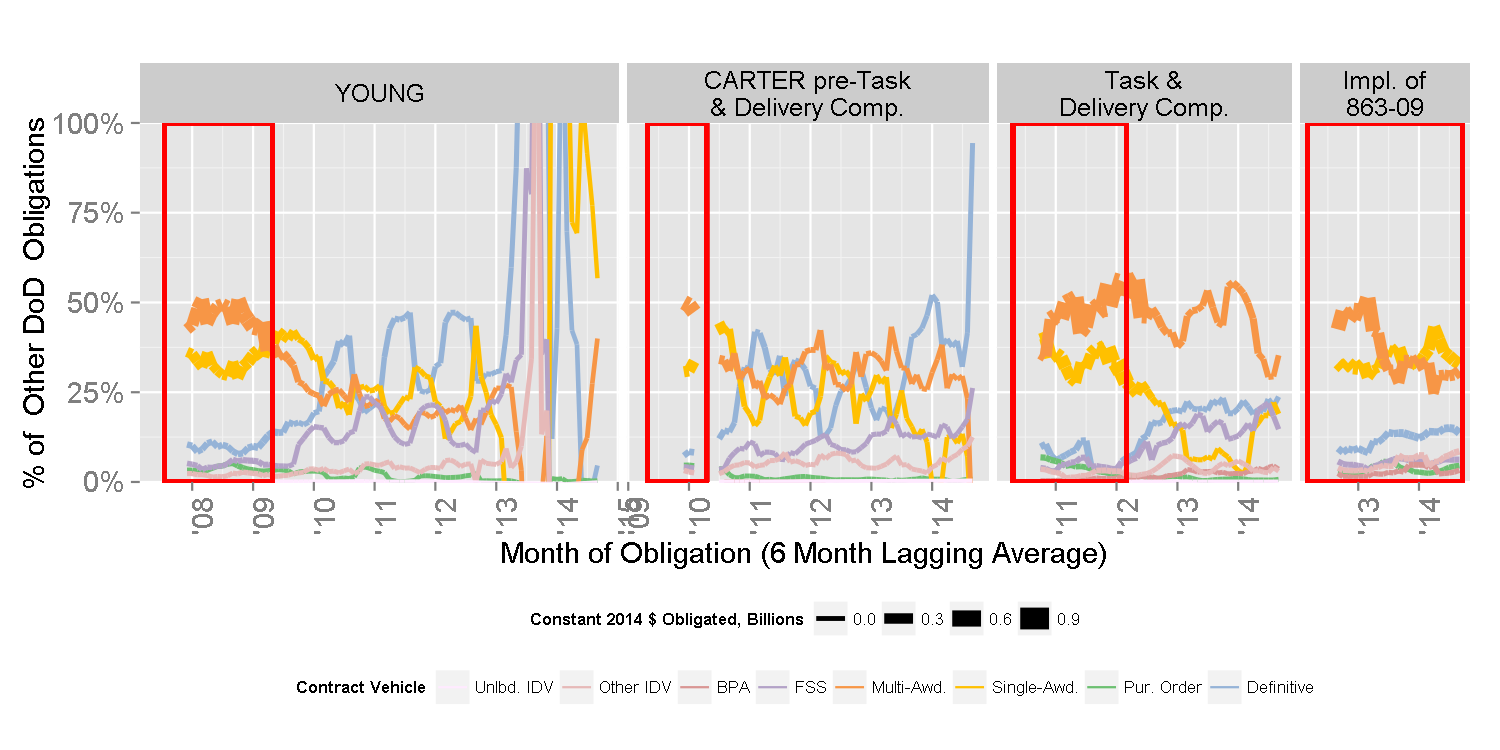 YOUNG
CARTER pre-Task
& Delivery Comp.
Task &
Delivery Comp.
Impl. of
863-09
% of Other DoD Obligations
100%
75%
50%
25%
0%
'08
'09
'10
'11
'12
'13
'14
'15
'09
'10
'11
'12
'13
'14
'11
'12
'13
'14
'13
'14
Month of Obligation (6 Month Lagging Average)
Constant 2014 $ Obligated, Billions 0.0 0.3 0.6 0.9
Contract Vehicle Unlbd. IDV Other IDV BPA FSS Multi-Awd. Single-Awd. Pur. Order Definitive